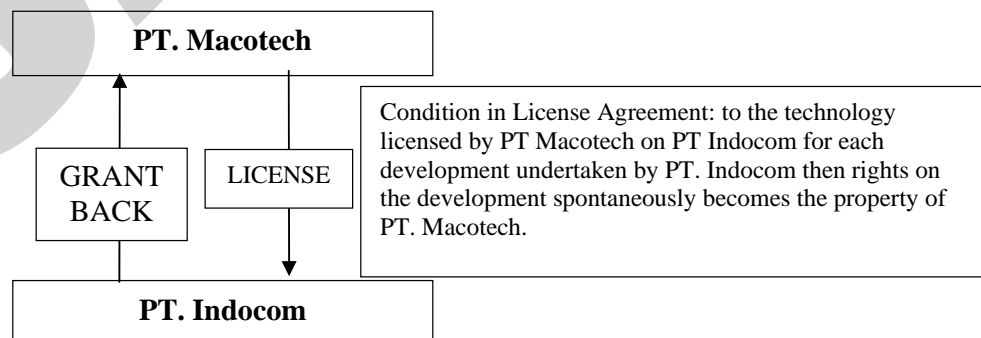 PT. Macotech
Condition in License Agreement: to the technology
licensed by PT Macotech on PT Indocom for each
development undertaken by PT. Indocom then rights on
the development spontaneously becomes the property of
PT. Macotech.
GRANT
BACK
LICENSE
PT. Indocom